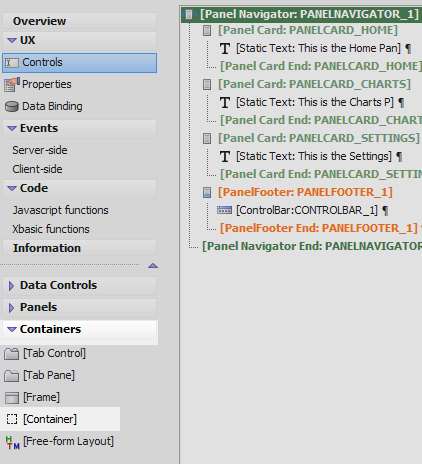 Overview
UX
Controls
Properties
Data Binding
Events
Server-side
Client-side
Code
Javascript functions
Xbasic functions
Information
Data Controls
Panels
Containers
[Tab Control]
[Tab Pane]
[Frame]
[Container]
[Free-form Layout]
[Panel Navigator: PANELNAVIGATOR_1]
[Panel Card: PANELCARD_HOME]
[Static Text: This is the Home Pan] ¶
[Panel Card End: PANELCARD_HOME]
[Panel Card: PANELCARD_CHARTS]
[Static Text: This is the Charts P] ¶
[Panel Card End: PANELCARD_CHART
[Panel Card: PANELCARD_SETTINGS]
[Static Text: This is the Settings] ¶
[Panel Card End: PANELCARD_SETTIN
[PanelFooter: PANELFOOTER_1]
[ControlBar:CONTROLBAR_1] ¶
[PanelFooter End: PANELFOOTER_1] ¶
[Panel Navigator End: PANELNAVIGATOR